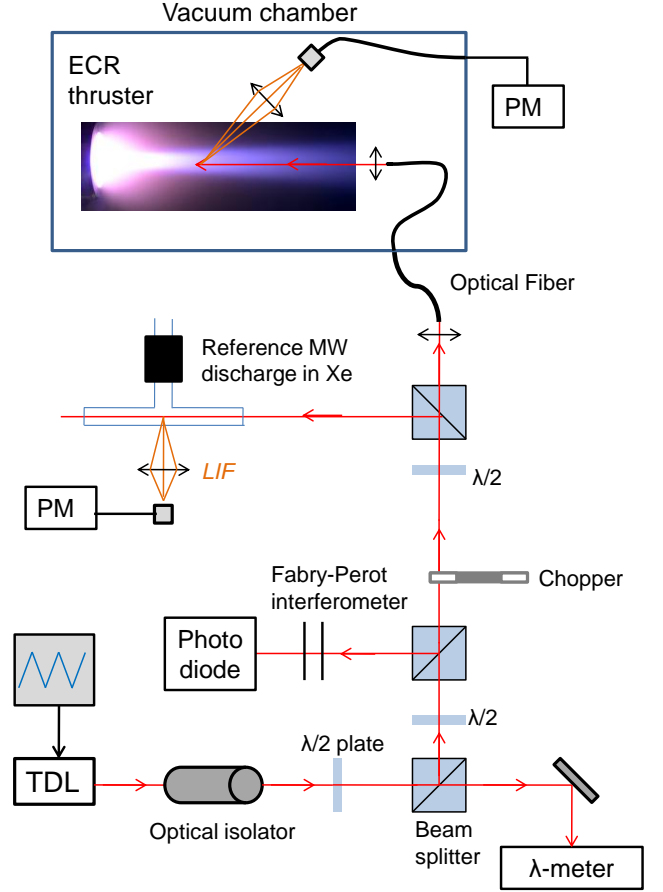 Vacuum chamber
ECR
thruster
PM
Optical Fiber
Reference MW
discharge in Xe
LIF
λ/2
PM
Chopper
Fabry-Perot
interferometer
Photo
diode
λ/2
λ/2 plate
TDL
Optical isolator
Beam
splitter
λ-meter